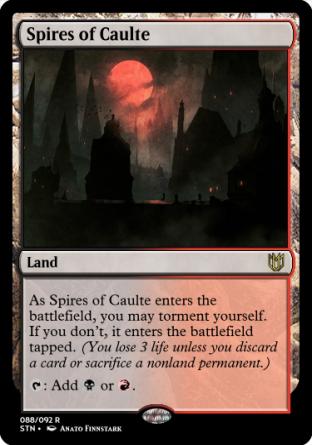 Spires of Caulte
Land
As Spires of Caulte enters the
battlefield, you may torment yourself.
If you don't, it enters the battlefield
tapped. (You lose 3 life unless you discard
a card or sacrifice a nonland permanent.)
: Add or .
088/092 R
STN • Anato Finnstark